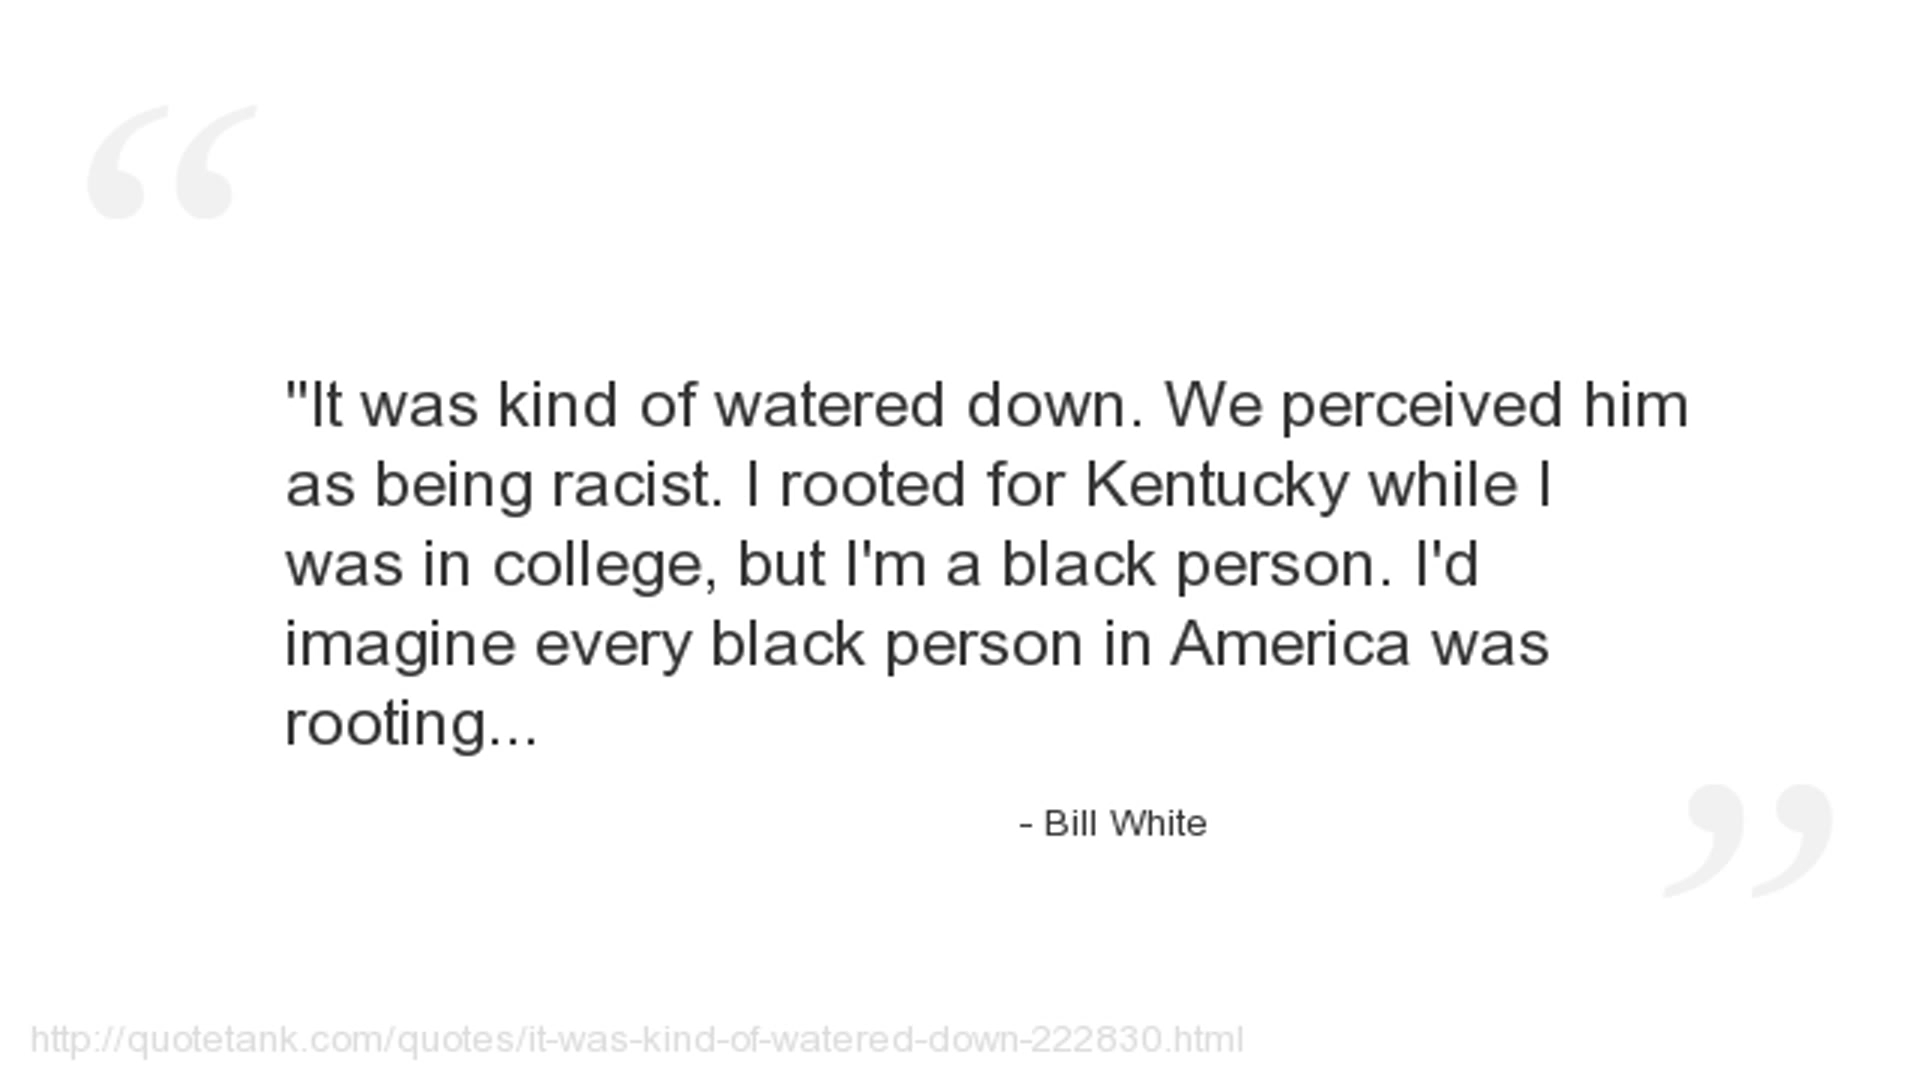 "It was kind of watered down. We perceived him
as being racist. I rooted for Kentucky while I
was in college, but I'm a black person. I'd
imagine every black person in America was
rooting...
- Bill White
http://quotetank.com/quotes/it-was-kind-of-watered-down-222830.html